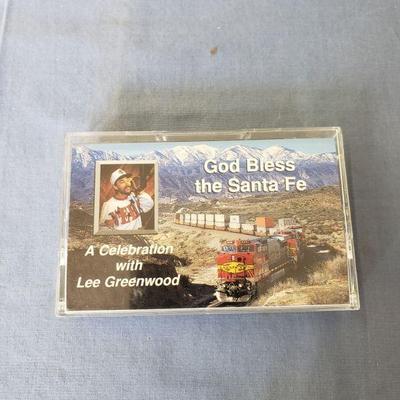 God Bless
the Santa Fe
A Celebration
with
Lee Greenwood